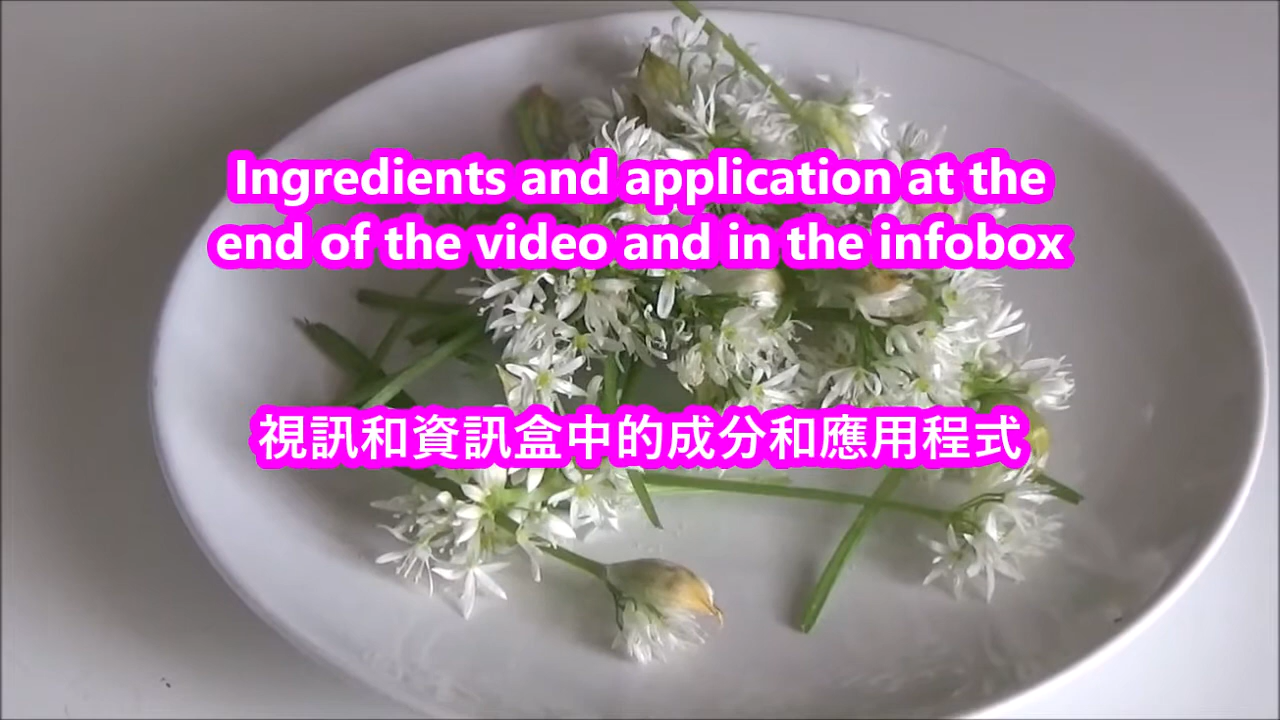 Ingredients and application at the
end of the video and in the infobox
視訊和資訊盒中的成分和應用程式